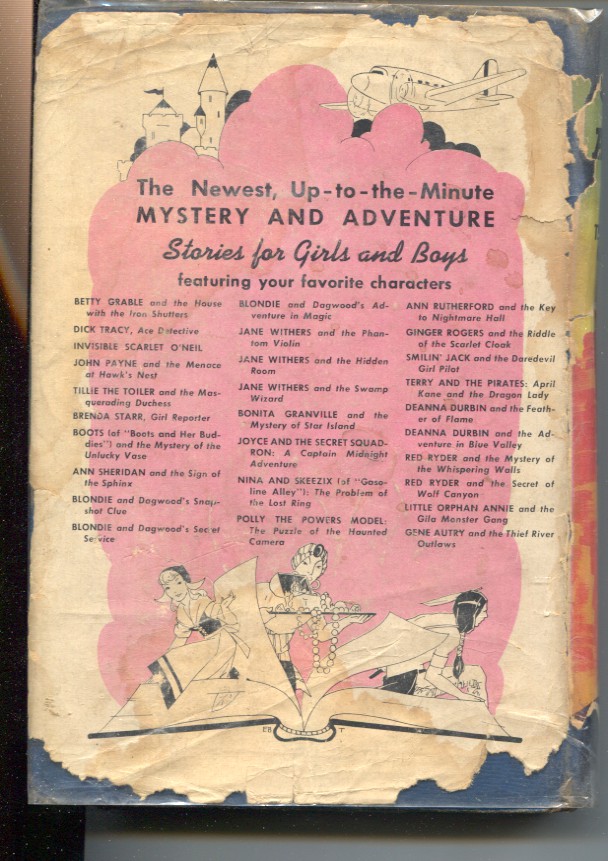 The Newest, Up-to-the-Minute
MYSTERY AND ADVENTURE
Stories for Girls and Boys
featuring your favorite characters
BETTY GRABLE and the House
with the Iron Shutters
DICK TRACY, Ace Detective
INVISIBLE SCARLET O'NEIL
JOHN PAYNE and the Menace
at Hawk's Nest
TILLIE THE TOILER and the Mas-
querading Duchess
BRENDA STARR, Girl Reporter
BOOTS (of "Boots and Her Bud-
dies") and the Mystery of the
Unlucky Vase
ANN SHERIDAN and the Sign of
the Sphinx
BLONDIE and Dagwood's Snap-
shot Clue
BLONDIE and Dagwood's Secret
Service
BLONDIE and Dagwood's Ad-
venture in Magic
JANE WITHERS and the Phan-
tom Violin
JANE WITHERS and the Hidden
Room
JANE WITHERS and the Swamp
Wizard
BONITA GRANVILLE and the
Mystery of Star Island
JOYCE AND THE SECRET SQUAD-
RON: A Captain Midnight
Adventure
NINA AND SKEEZIX (of "Gaso-
line Alley"): The Problem of
the Lost Ring
POLLY THE POWERS MODEL:
The Puzzle of the Haunted
Camera
ANN RUTHERFORD and the Key
to Nightmare Hall
GINGER ROGERS and the Riddle
of the Scarlet Cloak
SMILIN' JACK and the Daredevil
Girl Pilot
TERRY AND THE PIRATES: April
Kane and the Dragon Lady
DEANNA DURBIN and the Feath-
er of Flame
DEANNA DURBIN and the Ad-
venture in Blue Valley
RED RYDER and the Mystery of
the Whispering Walls
RED RYDER and the Secret of
Wolf Canyon
LITTLE ORPHAN ANNIE and the
Gila Monster Gang
GENE AUTRY and the Thief River
Outlaws
EB T